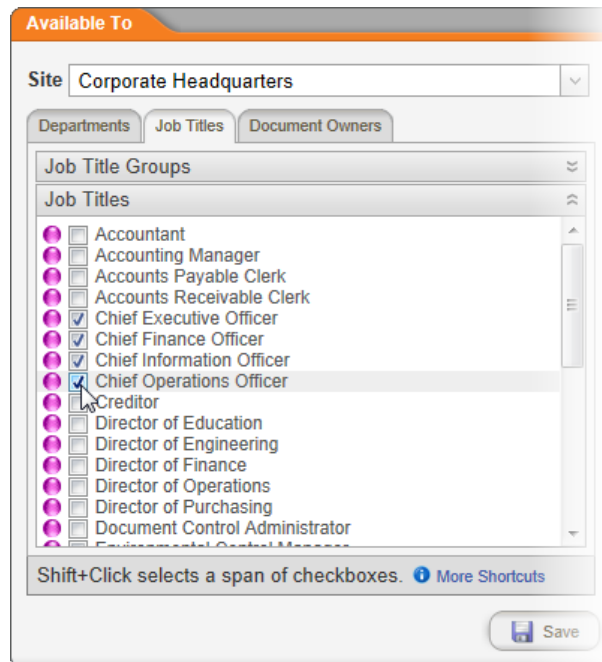 Available To
Site Corporate Headquarters
Departments Job Titles Document Owners
Job Title Groups
Job Titles
Accountant
Accounting Manager
Accounts Payable Clerk
Accounts Receivable Clerk
Chief Executive Officer
Chief Finance Officer
Chief Information Officer
Chief Operations Officer
Creditor
Director of Education
Director of Engineering
Director of Finance
Director of Operations
Director of Purchasing
Document Control Administrator
Environmental Control Manager
Shift+Click selects a span of checkboxes. More Shortcuts
Save